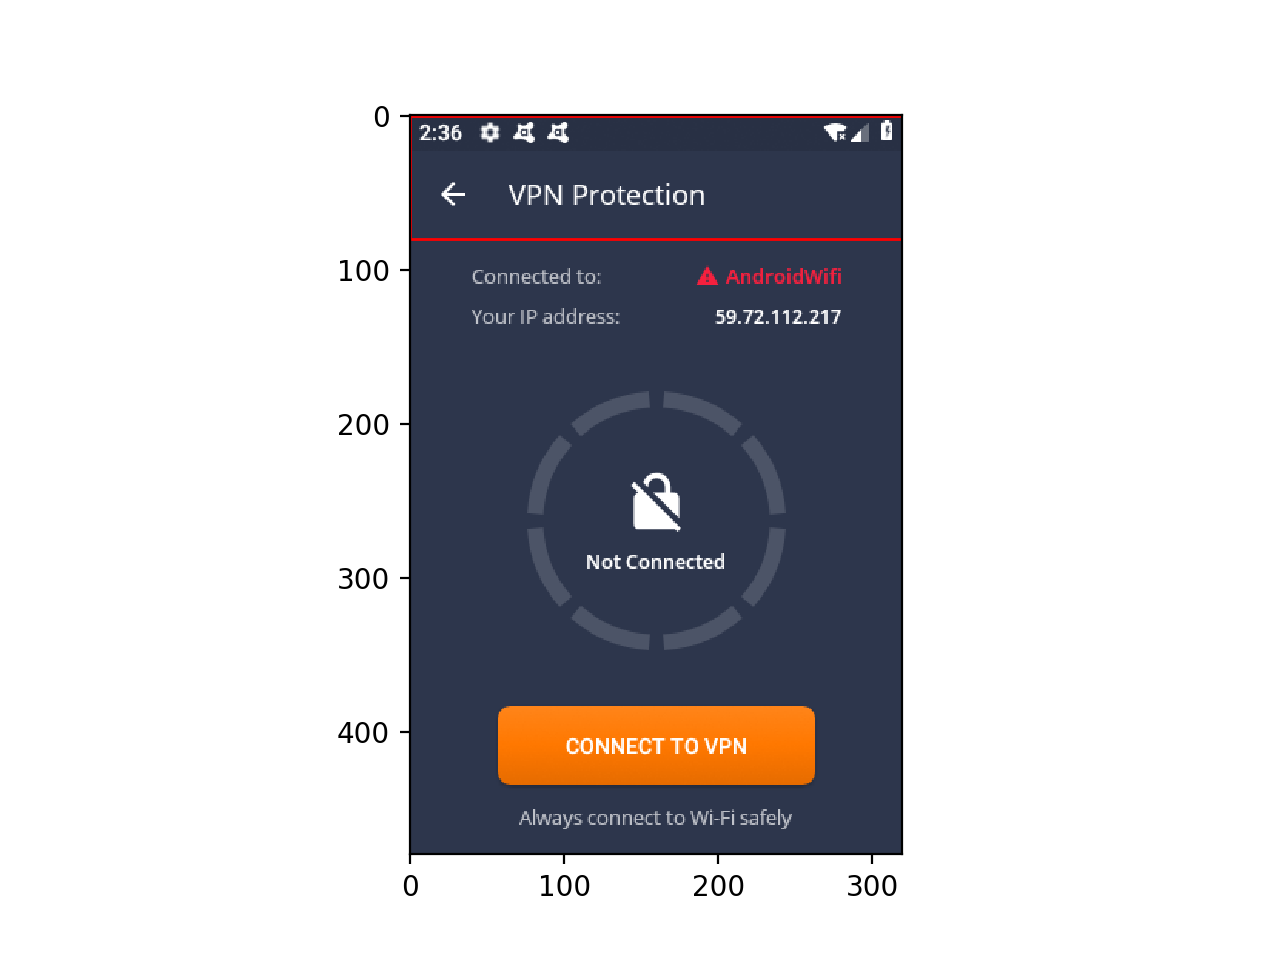 0
100
200
300
400
2:36
VPN Protection
Connected to: AndroidWifi
Your IP address: 59.72.112.217
Not Connected
CONNECT TO VPN
Always connect to Wi-Fi safely
0 100 200 300